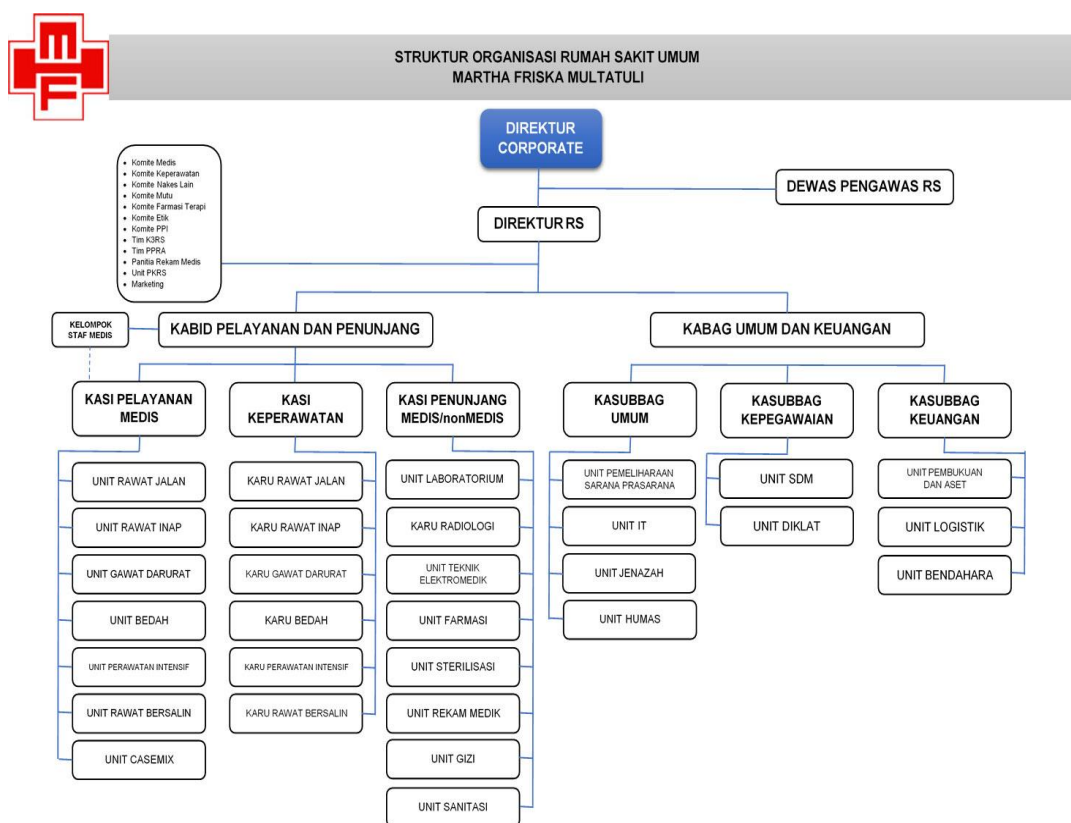 MF
STRUKTUR ORGANISASI RUMAH SAKIT UMUM
MARTHA FRISKA MULTATULI
DIREKTUR
CORPORATE
• Komite Medis
• Komite Keperawatan
• Komite Nakes Lain
• Komite Mutu
• Komite Farmasi Terapi
• Komite Etik
• Komite PPI
• Tim K3RS
• Tim PPRA
• Panitia Rekam Medis
• Unit PKRS
• Marketing
DEWAS PENGAWAS RS
DIREKTUR RS
KELOMPOK
STAF MEDIS
KABID PELAYANAN DAN PENUNJANG
KABAG UMUM DAN KEUANGAN
KASI PELAYANAN
MEDIS
KASI
KEPERAWATAN
KASI PENUNJANG
MEDIS/nonMEDIS
KASUBBAG
UMUM
KASUBBAG
KEPEGAWAIAN
KASUBBAG
KEUANGAN
UNIT RAWAT JALAN
UNIT RAWAT INAP
UNIT GAWAT DARURAT
UNIT BEDAH
UNIT PERAWATAN INTENSIF
UNIT RAWAT BERSALIN
UNIT CASEMIX
KARU RAWAT JALAN
KARU RAWAT INAP
KARU GAWAT DARURAT
KARU BEDAH
KARU PERAWATAN INTENSIF
KARU RAWAT BERSALIN
UNIT LABORATORIUM
KARU RADIOLOGI
UNIT TEKNIK
ELEKTROMEDIK
UNIT FARMASI
UNIT STERILISASI
UNIT REKAM MEDIK
UNIT GIZI
UNIT SANITASI
UNIT PEMELIHARAAN
SARANA PRASARANA
UNIT IT
UNIT JENAZAH
UNIT HUMAS
UNIT SDM
UNIT DIKLAT
UNIT PEMBUKUAN
DAN ASET
UNIT LOGISTIK
UNIT BENDAHARA